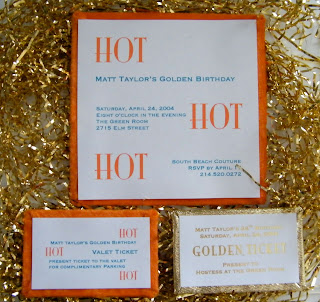 HOT
Matt Taylor's Golden Birthday
Saturday, April 24, 2004
Eight o'clock in the evening
The Green Room
2715 Elm Street
HOT
HOT
South Beach Couture
RSVP by April
214.520.0272
HOT
Matt Taylor's Golden Birthday
HOT
Valet Ticket
Present ticket to the valet
for complimentary parking
HOT
Matt Taylor's 24th
Saturday, April
GOLDEN TICKET
Present to
Hostess at the Green Room